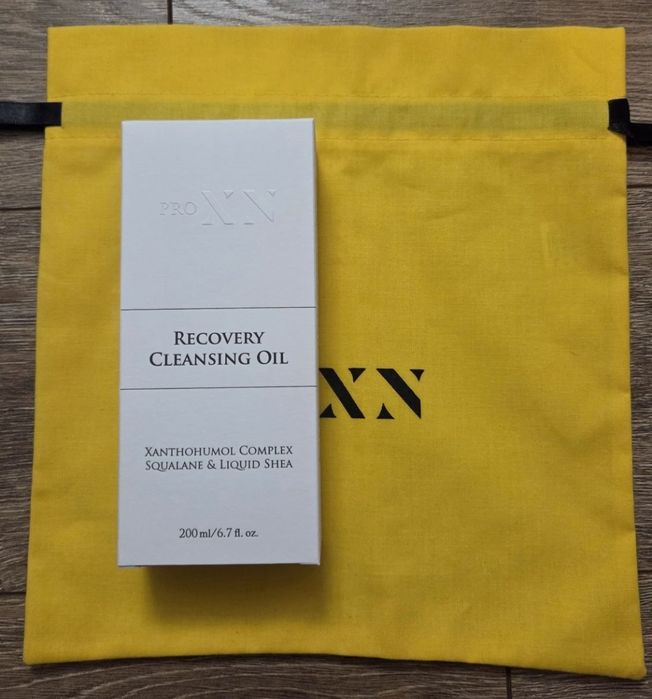 PRO XN
RECOVERY
CLEANSING OIL
XANTHOHUMOL COMPLEX
SQUALANE & LIQUID SHEA
200 ml/6.7 fl. oz.
XN